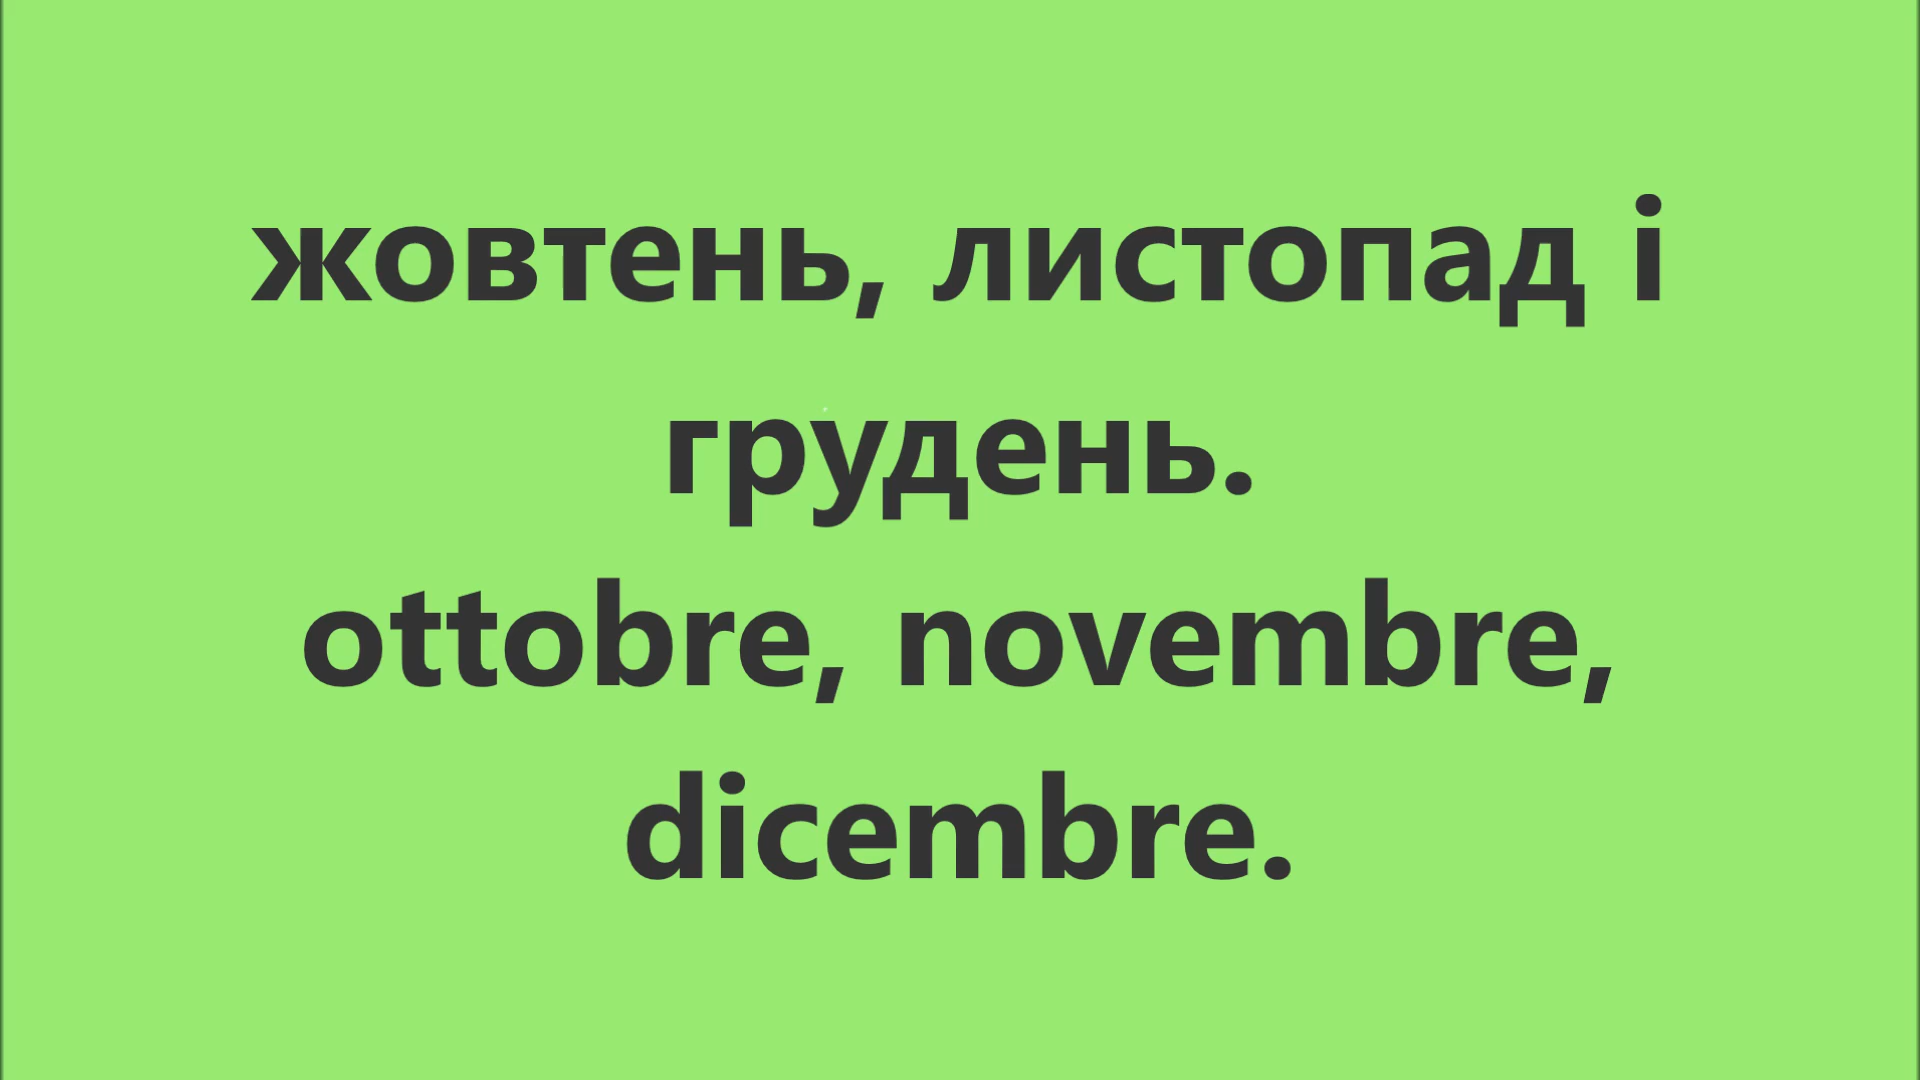 жовтень, листопад і
грудень.
ottobre, novembre,
dicembre.